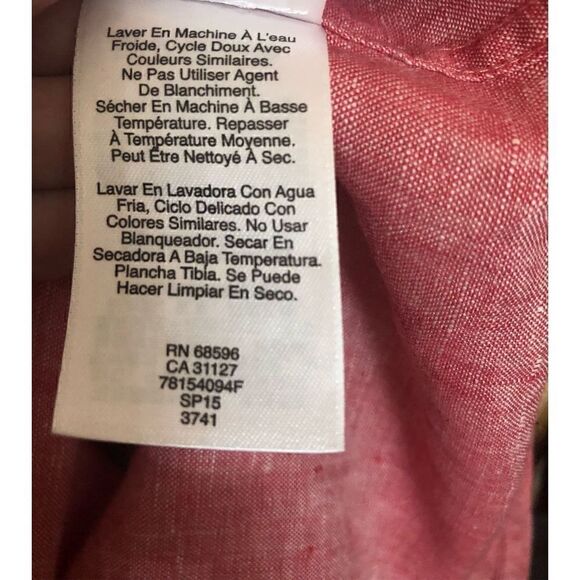 Laver En Machine À L'eau
Froide, Cycle Doux Avec
Couleurs Similaires.
Ne Pas Utiliser Agent
De Blanchiment.
Sécher En Machine À Basse
Température. Repasser
À Température Moyenne.
Peut Être Nettoyé À Sec.
Lavar En Lavadora Con Agua
Fria, Ciclo Delicado Con
Colores Similares. No Usar
Blanqueador. Secar En
Secadora A Baja Temperatura.
Plancha Tibia. Se Puede
Hacer Limpiar En Seco.
RN 68596
CA 31127
78154094F
SP15
3741